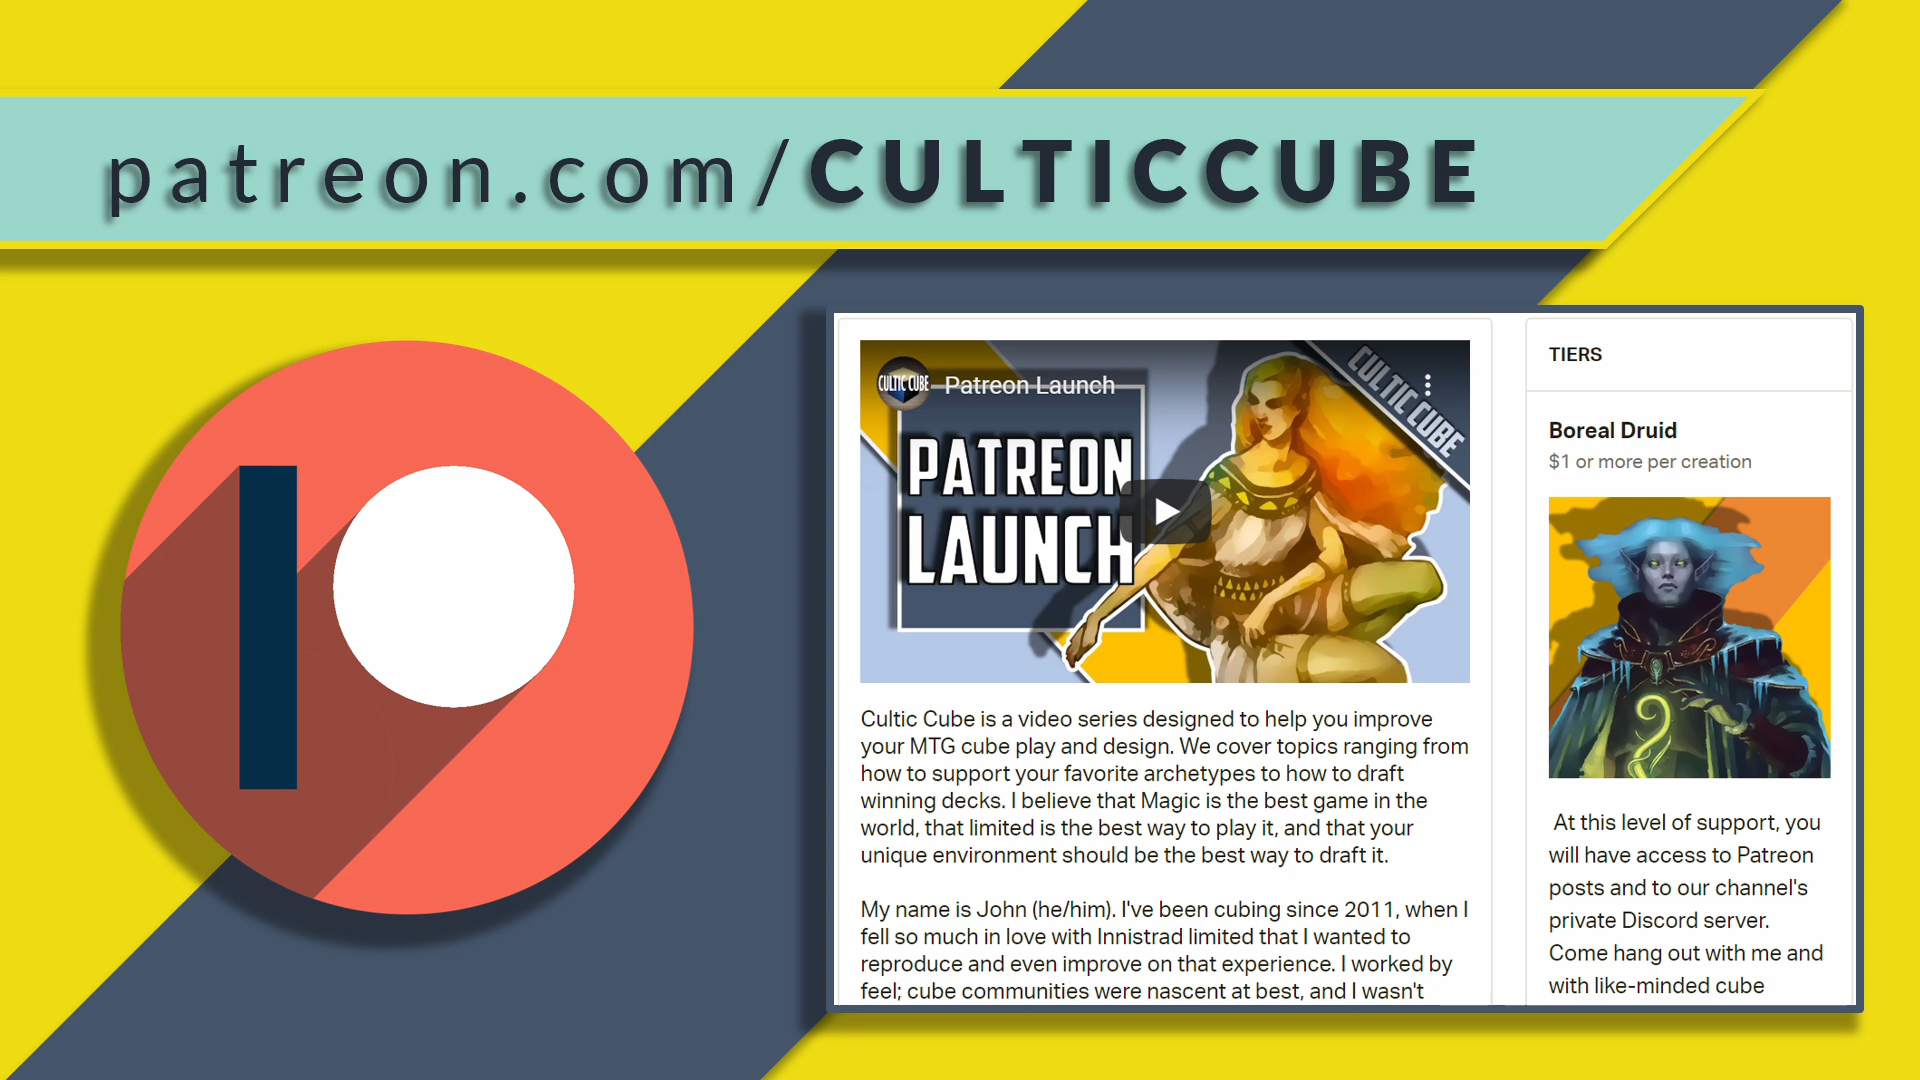 patreon.com/CULTICCUBE
CULTIC CUBE
Patreon Launch
CULTIC CUBE
PATREON
LAUNCH
Cultic Cube is a video series designed to help you improve
your MTG cube play and design. We cover topics ranging from
how to support your favorite archetypes to how to draft
winning decks. I believe that Magic is the best game in the
world, that limited is the best way to play it, and that your
unique environment should be the best way to draft it.
My name is John (he/him). I've been cubing since 2011, when I
fell so much in love with Innistrad limited that I wanted to
reproduce and even improve on that experience. I worked by
feel; cube communities were nascent at best, and I wasn't
TIERS
Boreal Druid
$1 or more per creation
At this level of support, you
will have access to Patreon
posts and to our channel's
private Discord server.
Come hang out with me and
with like-minded cube